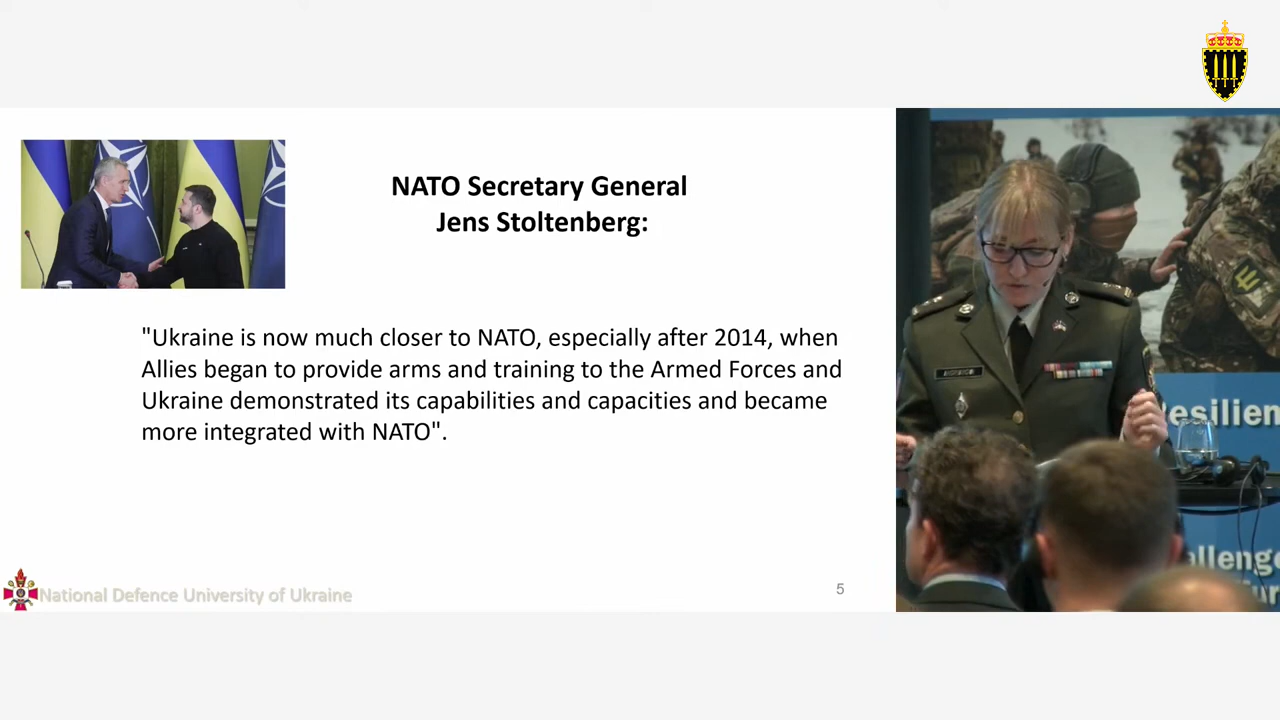 NATO Secretary General
Jens Stoltenberg:
"Ukraine is now much closer to NATO, especially after 2014, when
Allies began to provide arms and training to the Armed Forces and
Ukraine demonstrated its capabilities and capacities and became
more integrated with NATO".
National Defence University of Ukraine
5